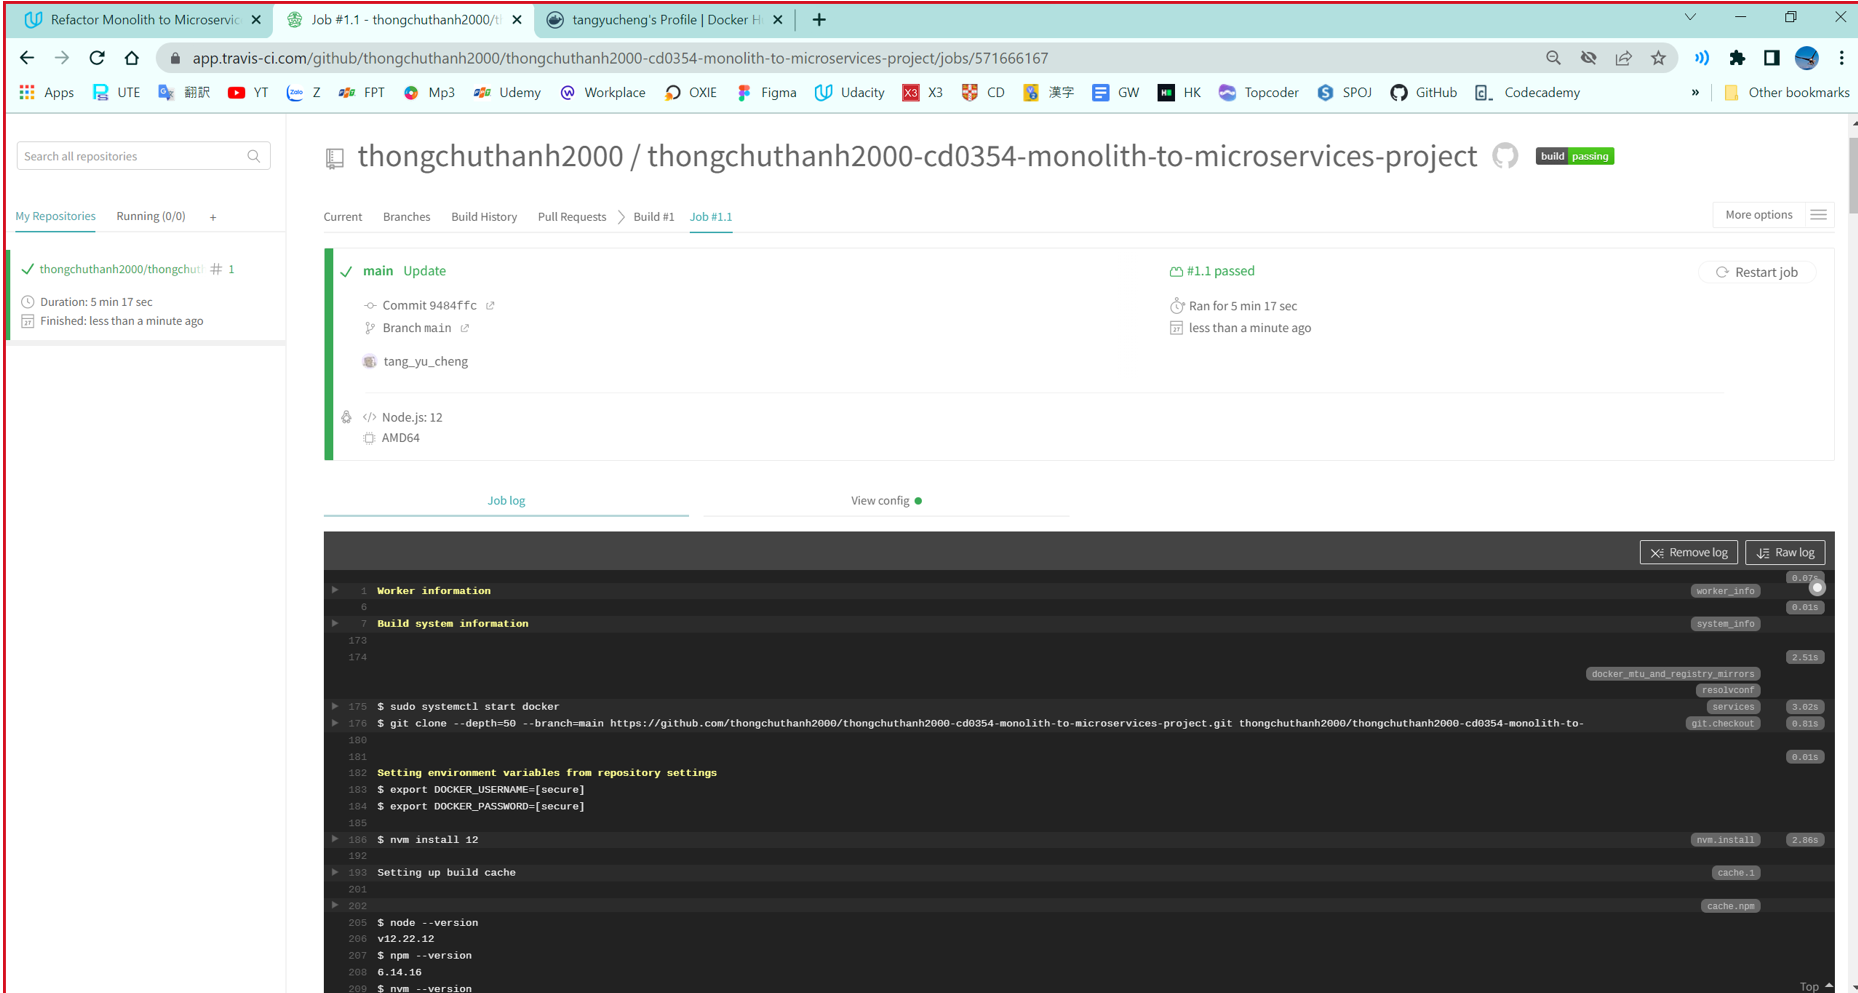 Refactor Monolith to Microservic
Job #1.1 - thongchuthanh2000/t
tangyucheng's Profile | Docker H
app.travis-ci.com/github/thongchuthanh2000/thongchuthanh2000-cd0354-monolith-to-microservices-project/jobs/571666167
Apps UTE 翻訳 YT Z FPT Mp3 Udemy Workplace OXIE Figma Udacity X3 CD 漢字 GW HK Topcoder SPOJ GitHub Codecademy » Other bookmarks
Search all repositories
thongchuthanh2000 / thongchuthanh2000-cd0354-monolith-to-microservices-project build passing
My Repositories Running (0/0) +
Current Branches Build History Pull Requests Build #1 Job #1.1 More options
thongchuthanh2000/thongchut # 1
Duration: 5 min 17 sec
Finished: less than a minute ago
main Update
#1.1 passed
Restart job
Commit 9484ffc
Ran for 5 min 17 sec
Branch main
less than a minute ago
tang_yu_cheng
Node.js: 12
AMD64
Job log View config
Remove log Raw log
0.07s
1 Worker information worker_info
6 0.01s
7 Build system information system_info
173
174 2.51s
docker_mtu_and_registry_mirrors
resolvconf
175 $ sudo systemctl start docker services 3.02s
176 $ git clone --depth=50 --branch=main https://github.com/thongchuthanh2000/thongchuthanh2000-cd0354-monolith-to-microservices-project.git thongchuthanh2000/thongchuthanh2000-cd0354-monolith-to- git.checkout 0.81s
180
181 0.01s
182 Setting environment variables from repository settings
183 $ export DOCKER_USERNAME=[secure]
184 $ export DOCKER_PASSWORD=[secure]
185
186 $ nvm install 12 nvm.install 2.86s
192
193 Setting up build cache cache.1
201
202 cache.npm
205 $ node --version
206 v12.22.12
207 $ npm --version
208 6.14.16
209 $ nvm --version
Top